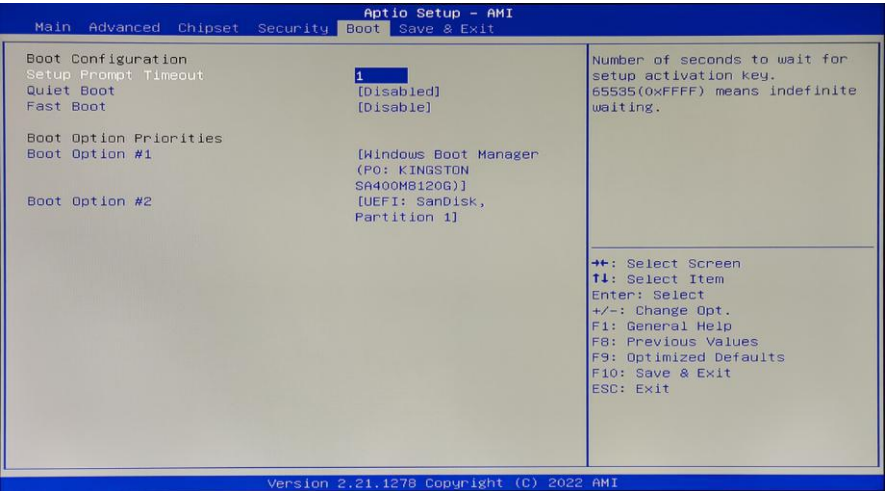 Aptio Setup - AMI
Main Advanced Chipset Security Boot Save & Exit
Boot Configuration
Setup Prompt Timeout 1
Quiet Boot [Disabled]
Fast Boot [Disable]
Boot Option Priorities
Boot Option #1 [Windows Boot Manager
(P0: KINGSTON
SA400M8120G)]
Boot Option #2 [UEFI: SanDisk,
Partition 1]
Number of seconds to wait for
setup activation key.
65535(0xFFFF) means indefinite
waiting.
→←: Select Screen
↑↓: Select Item
Enter: Select
+/-: Change Opt.
F1: General Help
F8: Previous Values
F9: Optimized Defaults
F10: Save & Exit
ESC: Exit
Version 2.21.1278 Copyright (C) 2022 AMI